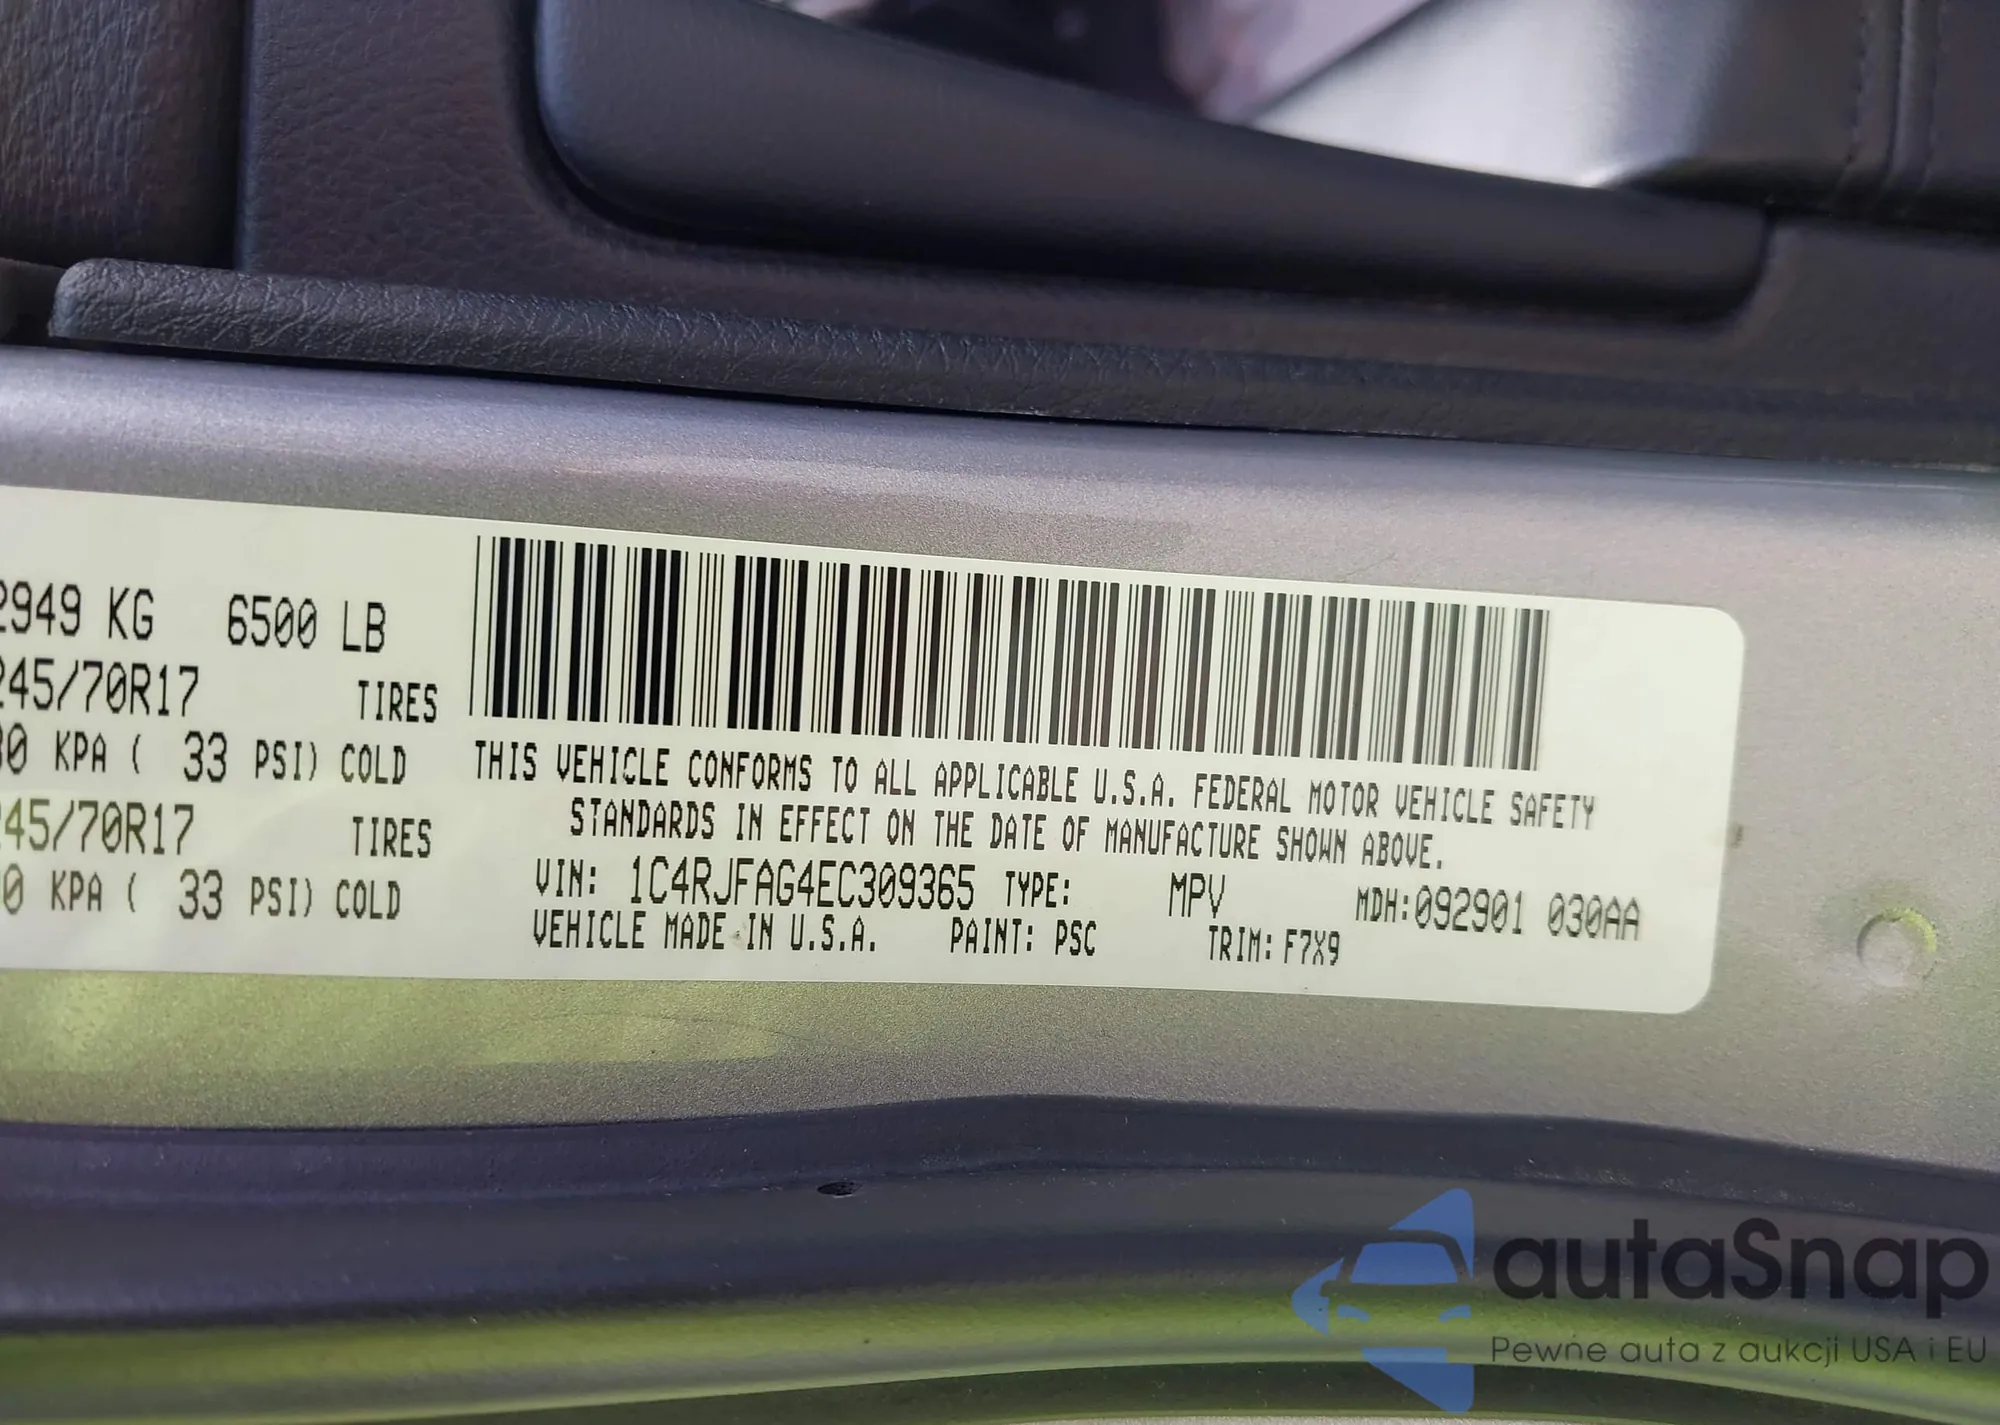 2949 KG 6500 LB
245/70R17 TIRES
30 KPA ( 33 PSI) COLD
245/70R17 TIRES
0 KPA ( 33 PSI) COLD
THIS VEHICLE CONFORMS TO ALL APPLICABLE U.S.A. FEDERAL MOTOR VEHICLE SAFETY
STANDARDS IN EFFECT ON THE DATE OF MANUFACTURE SHOWN ABOVE.
VIN: 1C4RJFAG4EC309365 TYPE: MPV MDH:092901 030AA
VEHICLE MADE IN U.S.A. PAINT: PSC TRIM: F7X9
autaSnap
Pewne auta z aukcji USA i EU